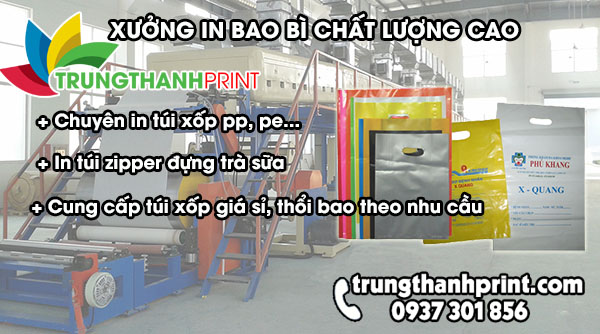 XƯỞNG IN BAO BÌ CHẤT LƯỢNG CAO
TRUNGTHANHPRINT
+ Chuyên in túi xốp pp, pe...
+ In túi zipper đựng trà sữa
+ Cung cấp túi xốp giá sỉ, thổi bao theo nhu cầu
X-QUANG
PHÚ KHANG
X - QUANG
trungthanhprint.com
0937 301 856